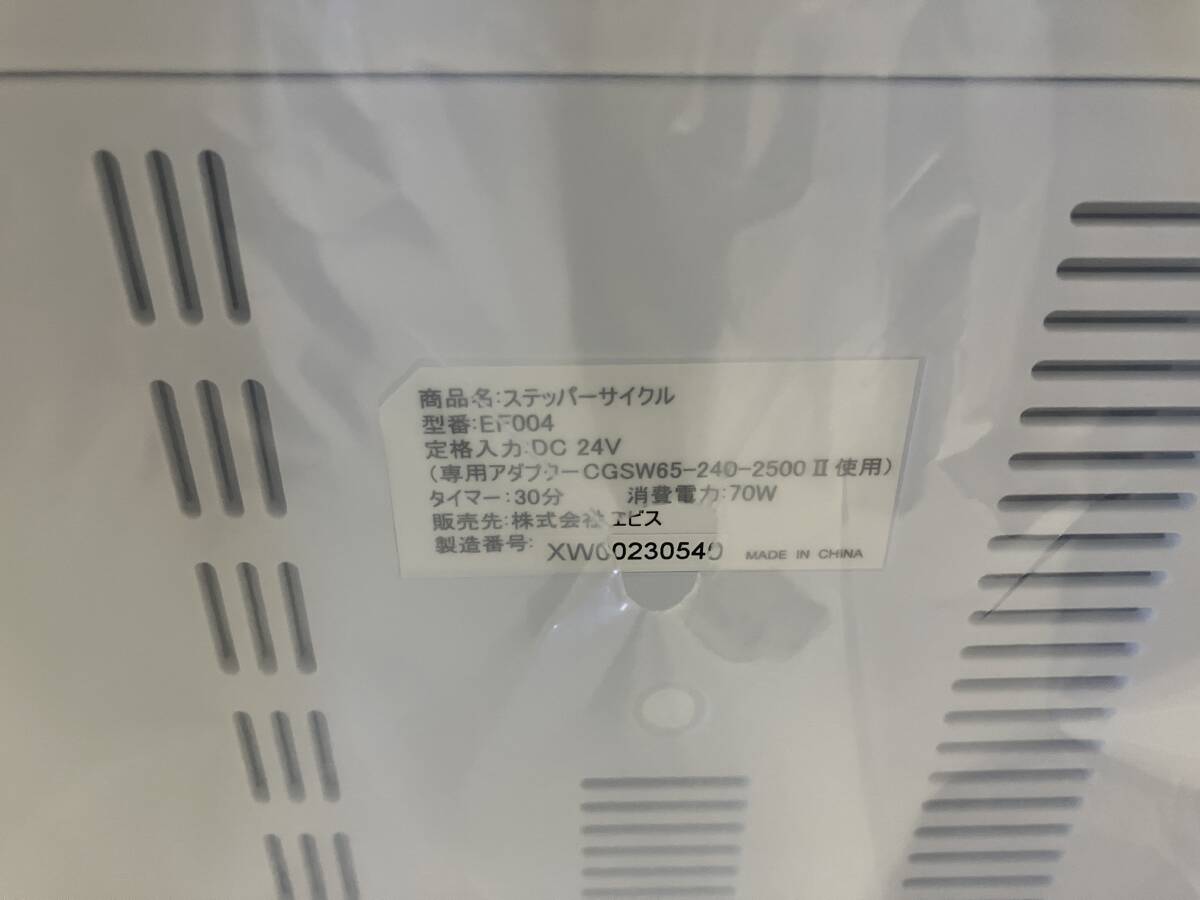 商品名:ステッパーサイクル
型番:EF004
定格入力:DC 24V
(専用アダプターCGSW65-240-2500Ⅱ使用)
タイマー:30分 消費電力:70W
販売先:株式会社エビス
製造番号: XW00230540 MADE IN CHINA